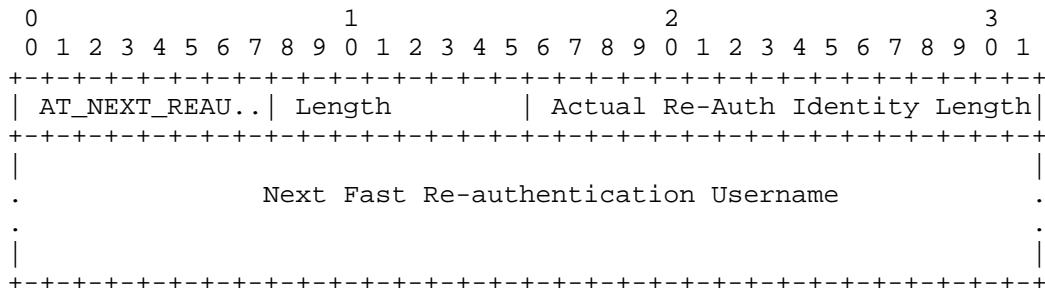 0                   1                   2                   3
 0 1 2 3 4 5 6 7 8 9 0 1 2 3 4 5 6 7 8 9 0 1 2 3 4 5 6 7 8 9 0 1
+-+-+-+-+-+-+-+-+-+-+-+-+-+-+-+-+-+-+-+-+-+-+-+-+-+-+-+-+-+-+-+-+
| AT_NEXT_REAU..| Length        | Actual Re-Auth Identity Length|
+-+-+-+-+-+-+-+-+-+-+-+-+-+-+-+-+-+-+-+-+-+-+-+-+-+-+-+-+-+-+-+-+
|                                                               |
.               Next Fast Re-authentication Username            .
.                                                               .
|                                                               |
+-+-+-+-+-+-+-+-+-+-+-+-+-+-+-+-+-+-+-+-+-+-+-+-+-+-+-+-+-+-+-+-+